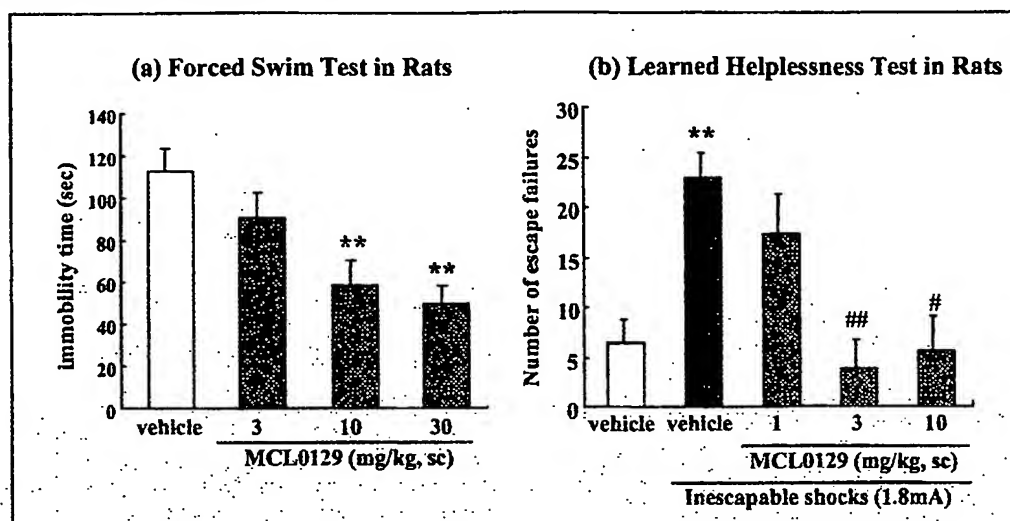 (a) Forced Swim Test in Rats
immobility time (sec)
140
120
100
80
60
40
20
0
**
**
vehicle 3 10 30
MCL0129 (mg/kg, sc)
(b) Learned Helplessness Test in Rats
Number of escape failures
30
25
20
15
10
5
0
**
##
#
vehicle vehicle 1 3 10
MCL0129 (mg/kg, sc)
Inescapable shocks (1.8mA)